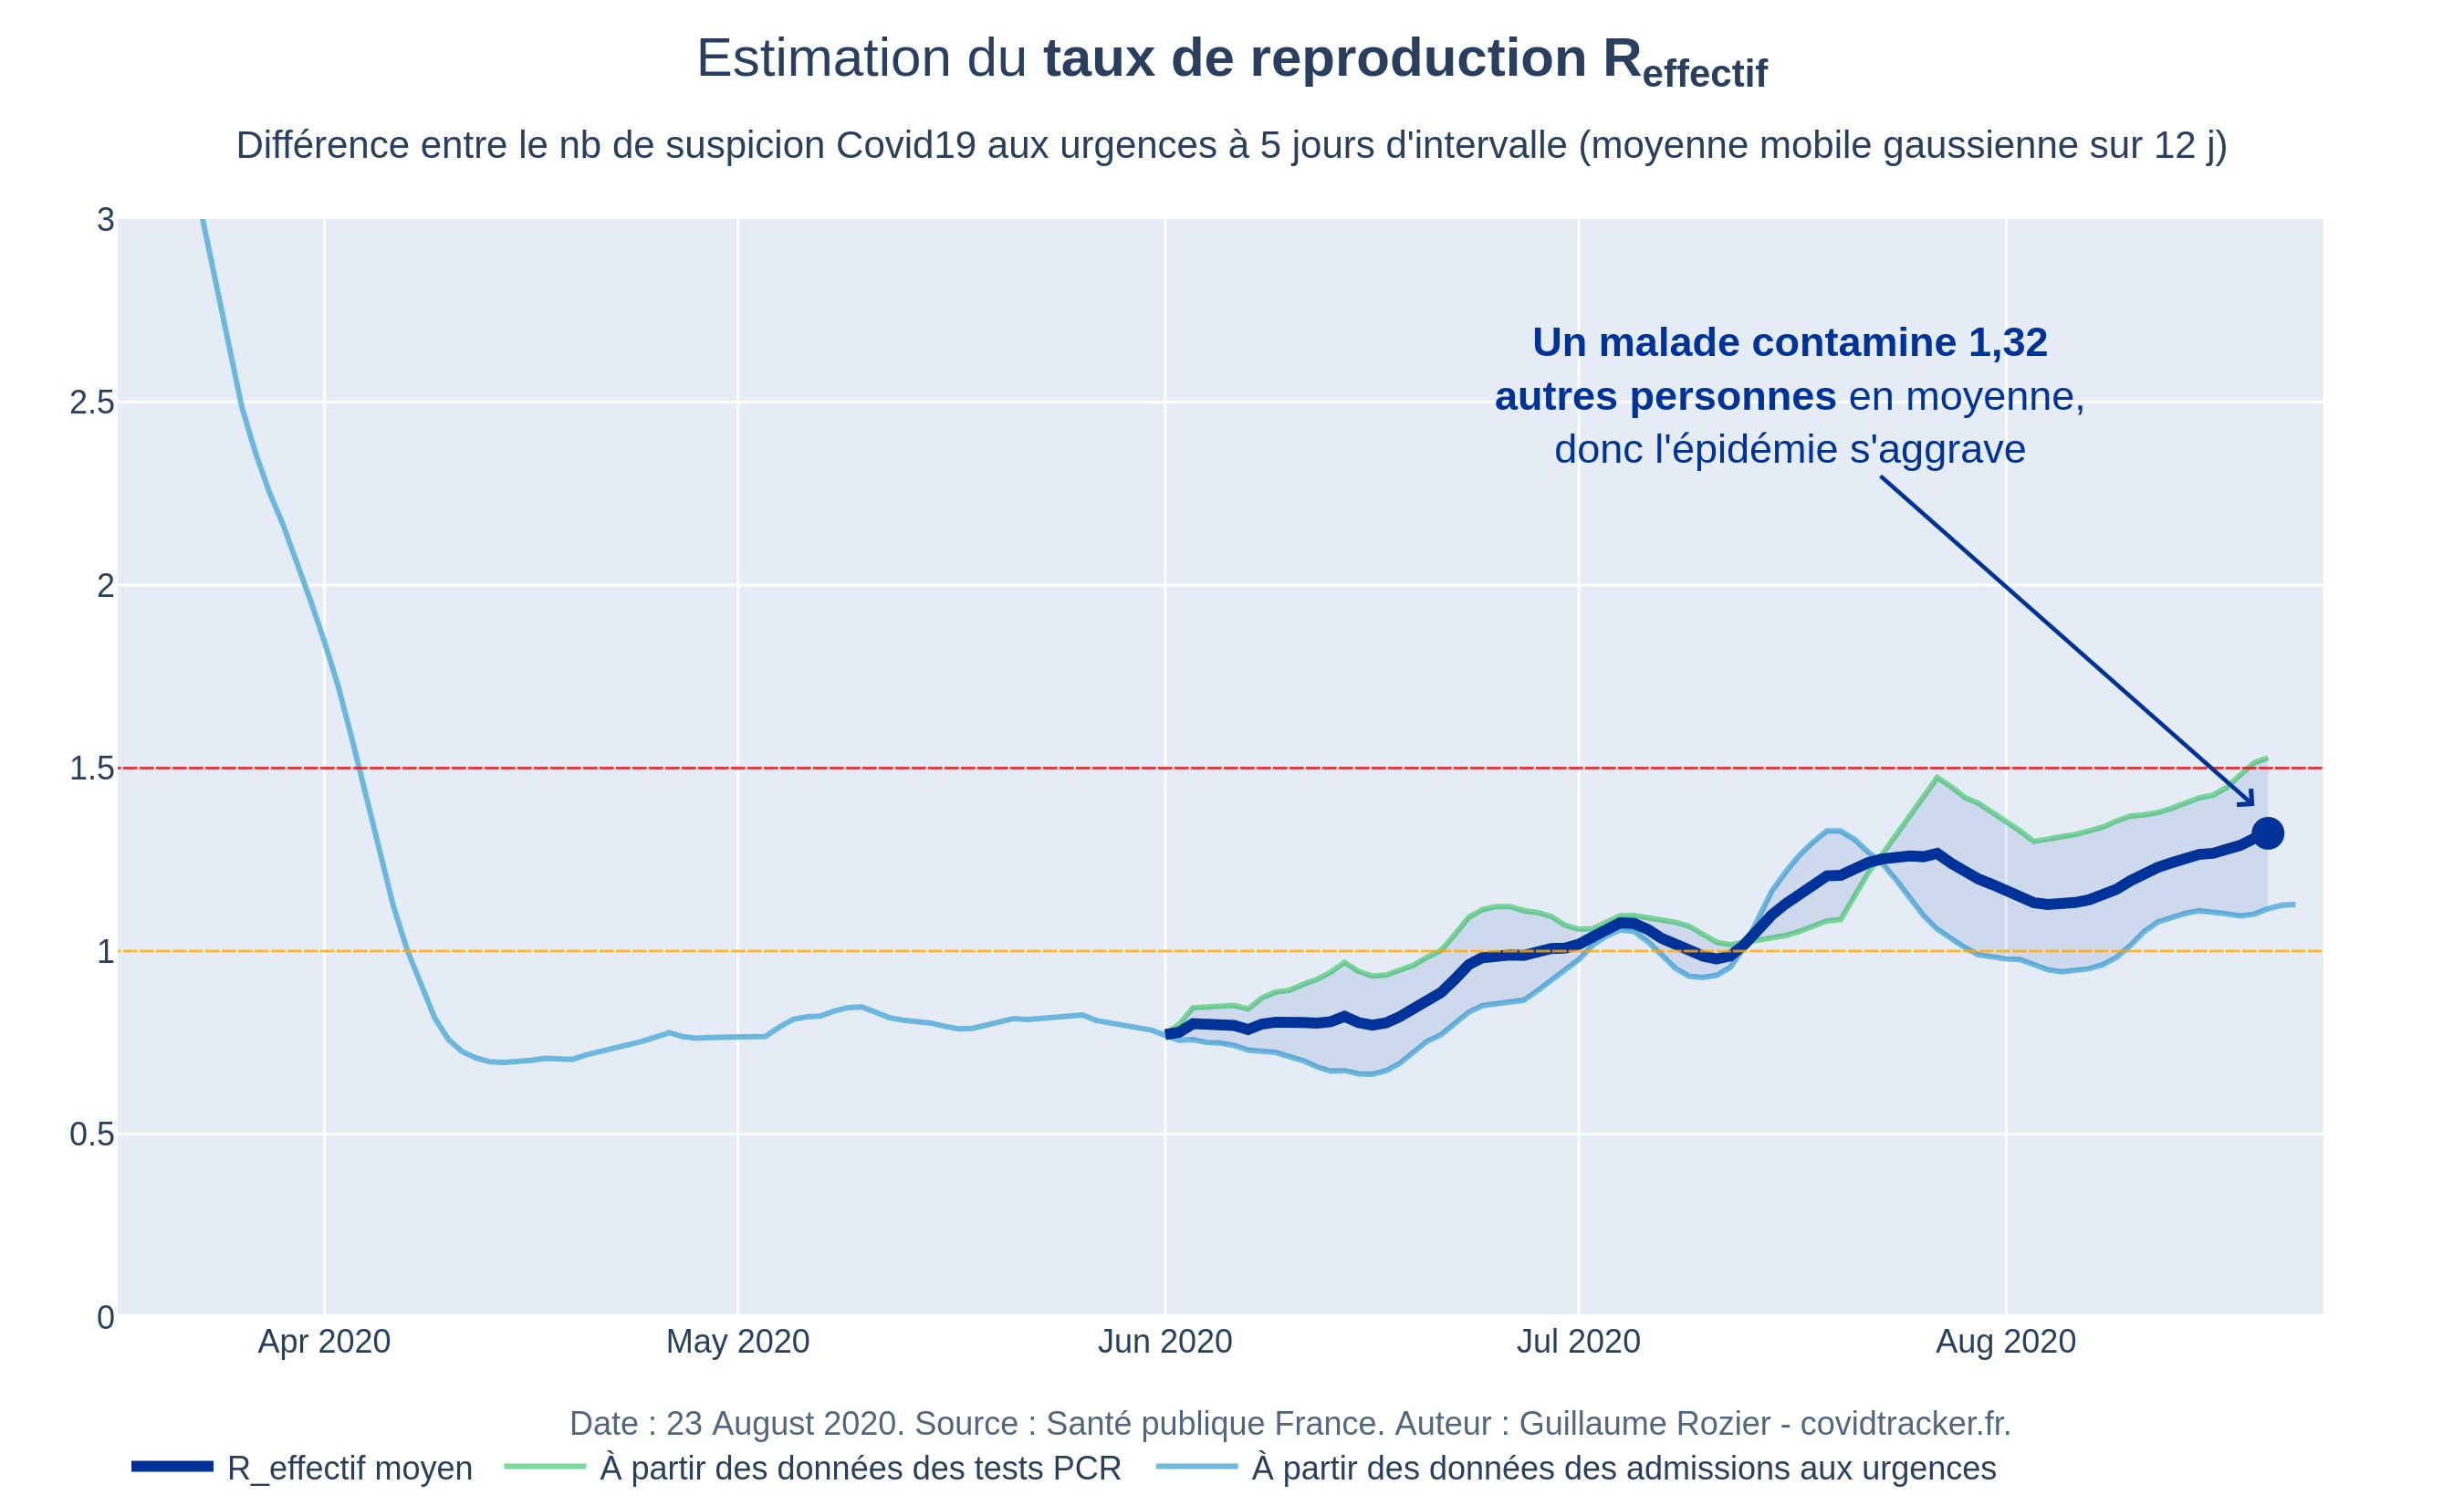 Estimation du taux de reproduction Reffectif
Différence entre le nb de suspicion Covid19 aux urgences à 5 jours d'intervalle (moyenne mobile gaussienne sur 12 j)
3
2.5
2
1.5
1
0.5
0
Un malade contamine 1,32
autres personnes en moyenne,
donc l'épidémie s'aggrave
Apr 2020
May 2020
Jun 2020
Jul 2020
Aug 2020
Date : 23 August 2020. Source : Santé publique France. Auteur : Guillaume Rozier - covidtracker.fr.
R_effectif moyen
À partir des données des tests PCR
À partir des données des admissions aux urgences